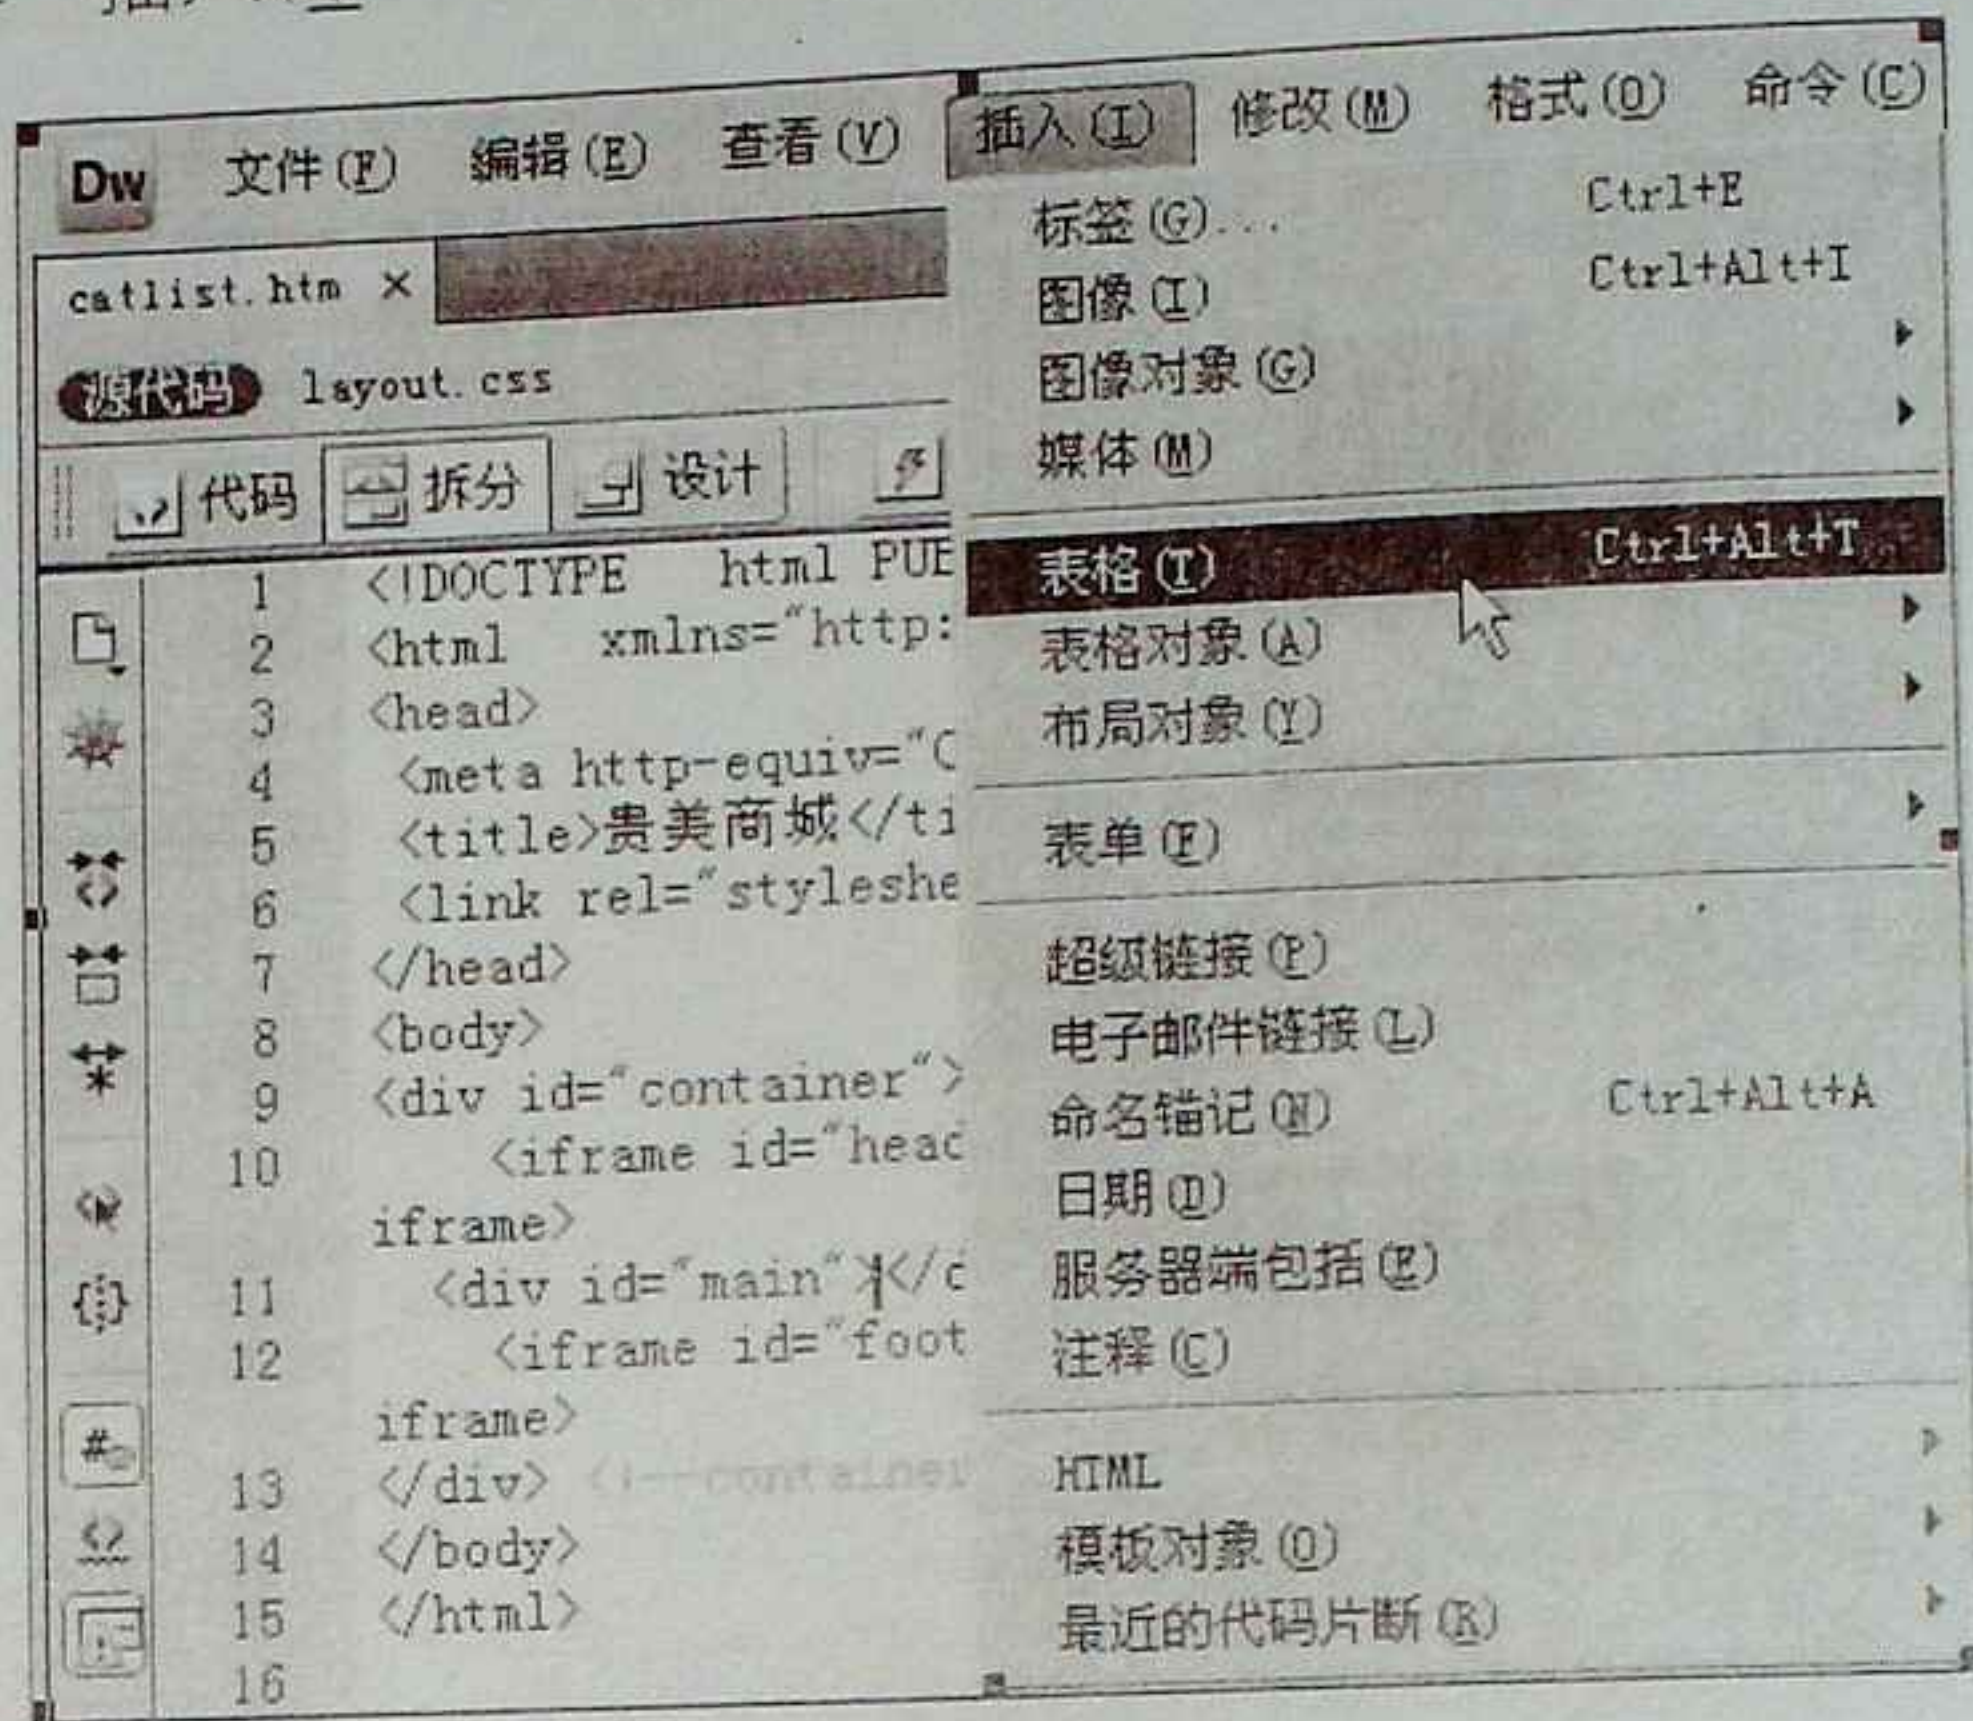 Dw 文件(F) 编辑(E) 查看(V) 插入(I) 修改(M) 格式(O) 命令(C)
catlist.htm ×
源代码 layout.css
代码 拆分 设计
1 <!DOCTYPE html PUB
2 <html xmlns="http:
3 <head>
4 <meta http-equiv="C
5 <title>贵美商城</ti
6 <link rel="styleshe
7 </head>
8 <body>
9 <div id="container">
10 <iframe id="head
iframe>
11 <div id="main"></d
12 <iframe id="foot
iframe>
13 </div> <!--container
14 </body>
15 </html>
16
标签(G)... Ctrl+E
图像(I) Ctrl+Alt+I
图像对象(G)
媒体(M)
表格(T) Ctrl+Alt+T
表格对象(A)
布局对象(Y)
表单(F)
超级链接(P)
电子邮件链接(L)
命名锚记(N) Ctrl+Alt+A
日期(D)
服务器端包括(E)
注释(C)
HTML
模板对象(O)
最近的代码片断(R)